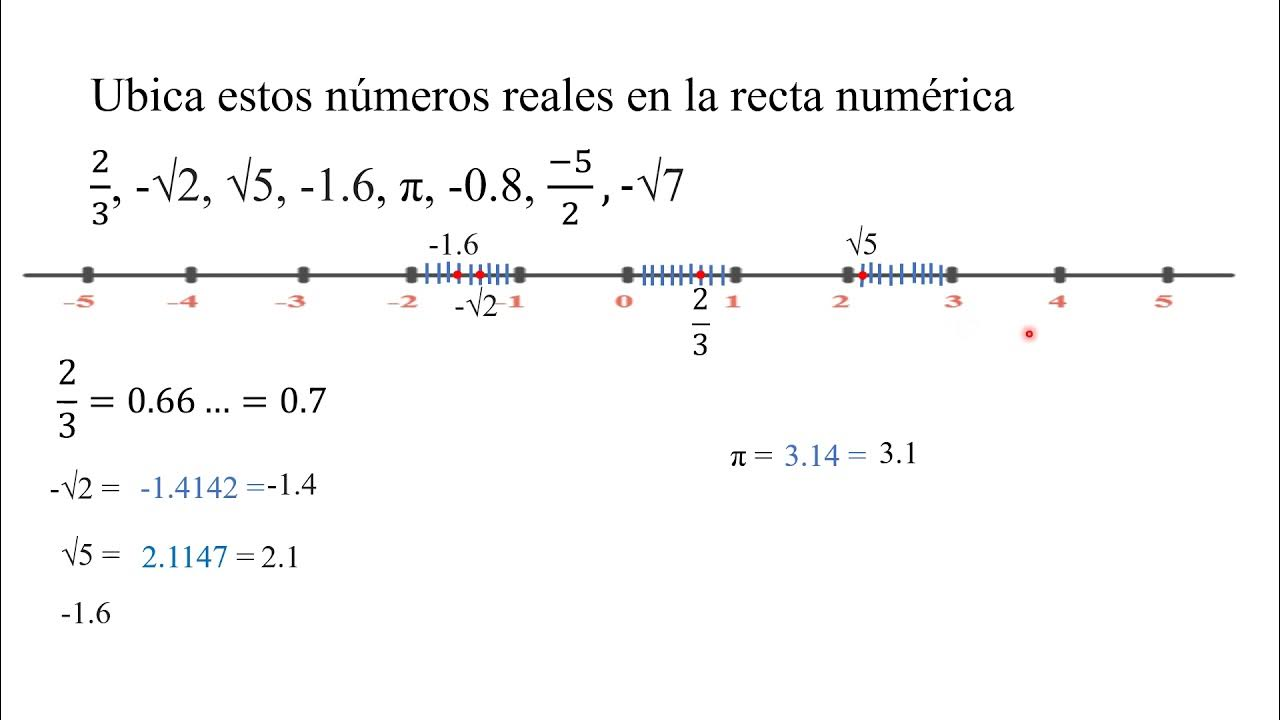 Ubica estos números reales en la recta numérica
2/3, -√2, √5, -1.6, π, -0.8, −5/2, -√7
-1.6 √5
-5 -4 -3 -2 -√2 -1 0 2/3 1 2 3 4 5
2/3 = 0.66 … = 0.7
π = 3.14 = 3.1
-√2 = -1.4142 =-1.4
√5 = 2.1147 = 2.1
-1.6